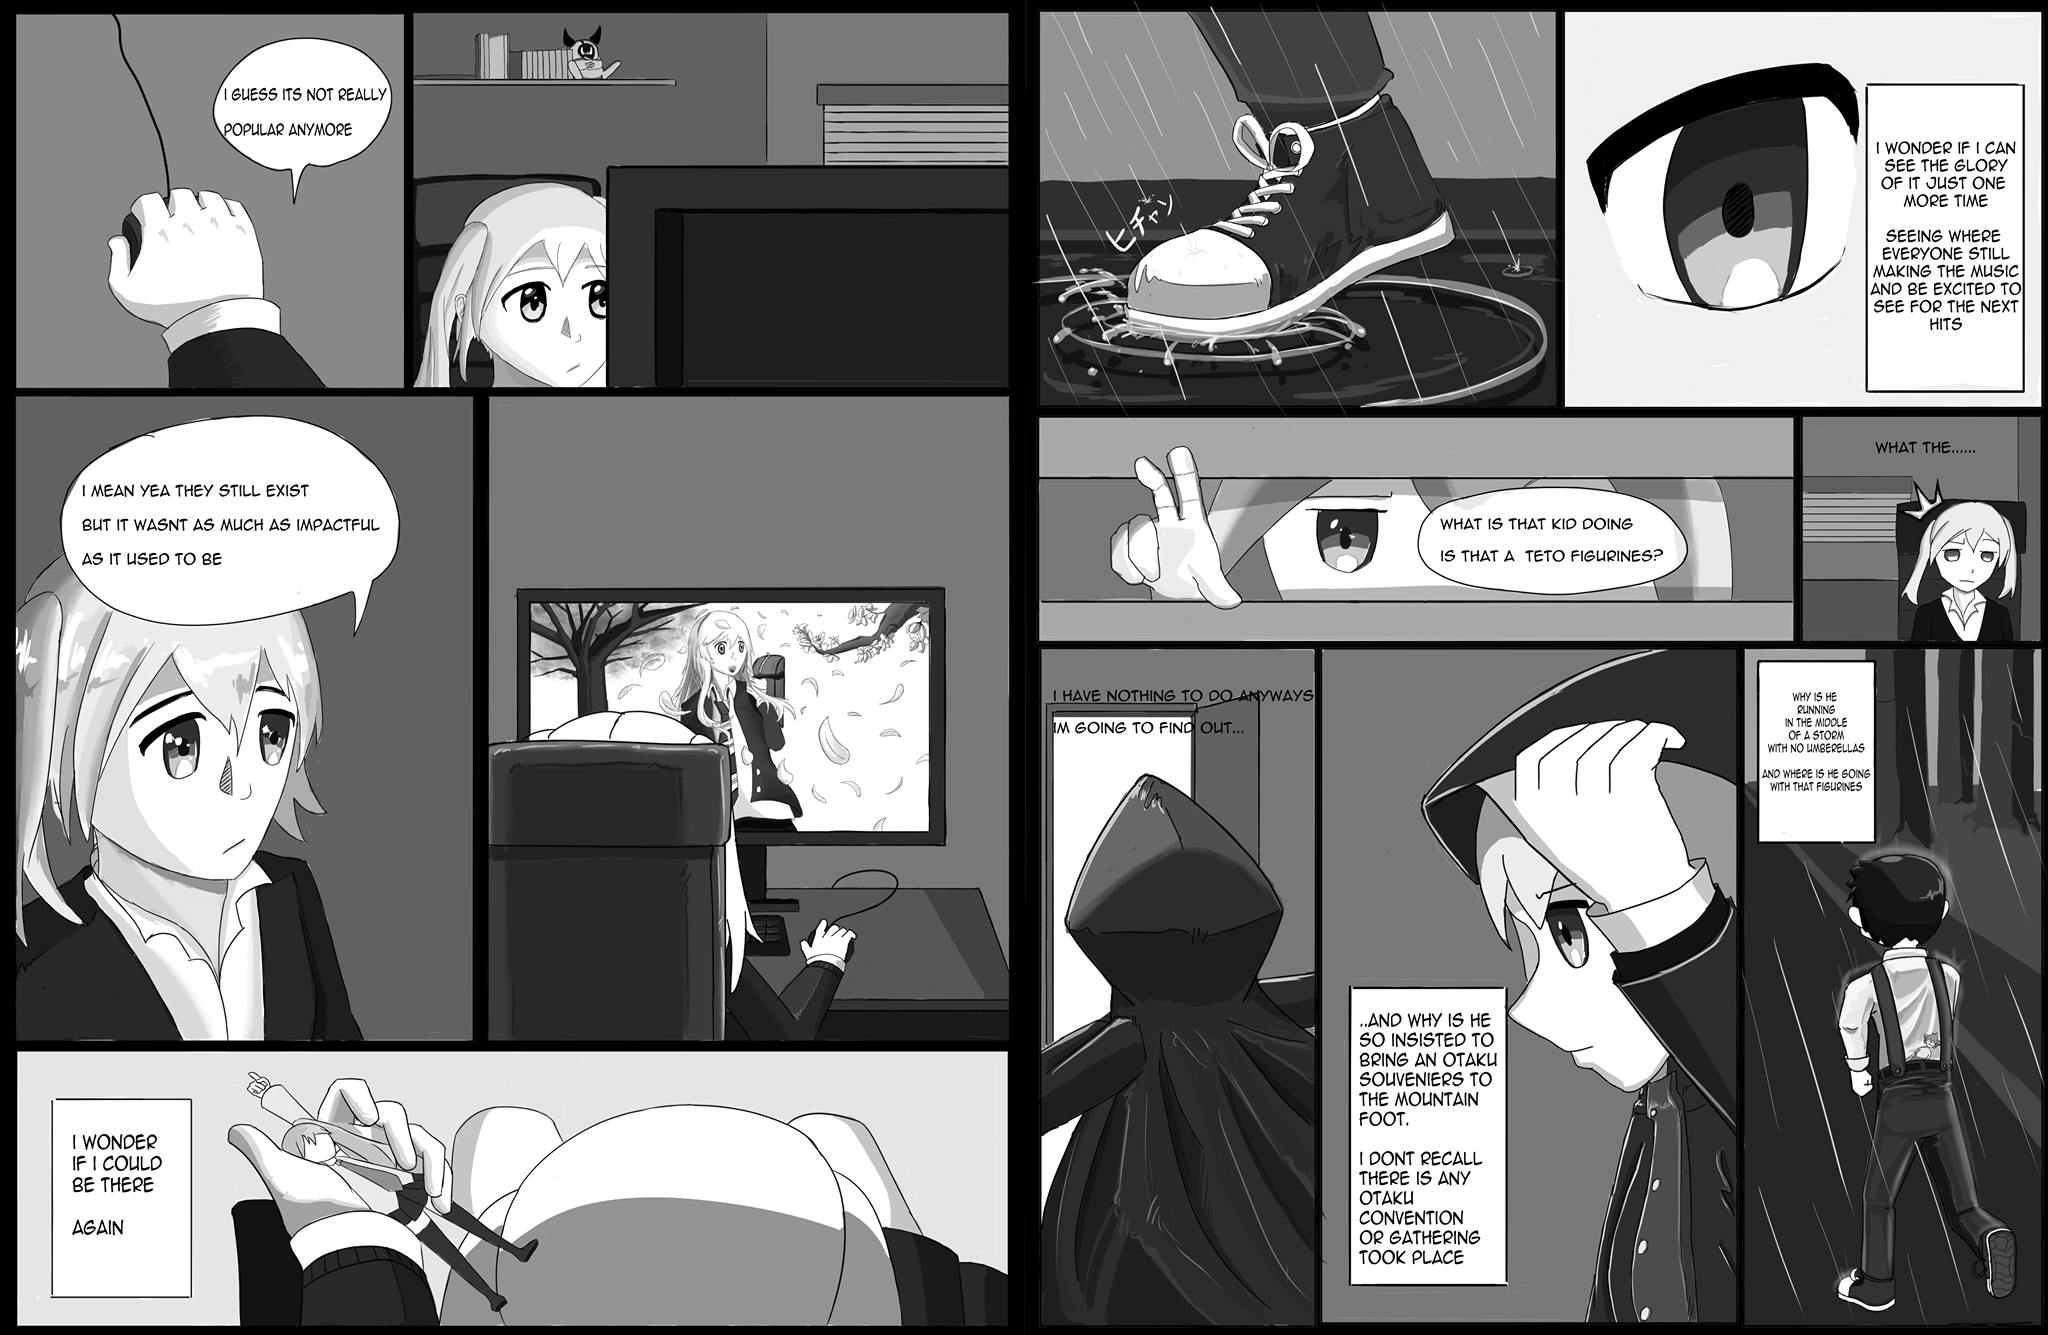 I GUESS ITS NOT REALLY
POPULAR ANYMORE
I MEAN YEA THEY STILL EXIST
BUT IT WASNT AS MUCH AS IMPACTFUL
AS IT USED TO BE
I WONDER
IF I COULD
BE THERE
AGAIN
ヒチャン
I WONDER IF I CAN
SEE THE GLORY
OF IT JUST ONE
MORE TIME
SEEING WHERE
EVERYONE STILL
MAKING THE MUSIC
AND BE EXCITED TO
SEE FOR THE NEXT
HITS
WHAT IS THAT KID DOING
IS THAT A TETO FIGURINES?
WHAT THE......
I HAVE NOTHING TO DO ANYWAYS
IM GOING TO FIND OUT...
..AND WHY IS HE
SO INSISTED TO
BRING AN OTAKU
SOUVENIERS TO
THE MOUNTAIN
FOOT.
I DONT RECALL
THERE IS ANY
OTAKU
CONVENTION
OR GATHERING
TOOK PLACE
WHY IS HE
RUNNING
IN THE MIDDLE
OF A STORM
WITH NO UMBERELLAS
AND WHERE IS HE GOING
WITH THAT FIGURINES